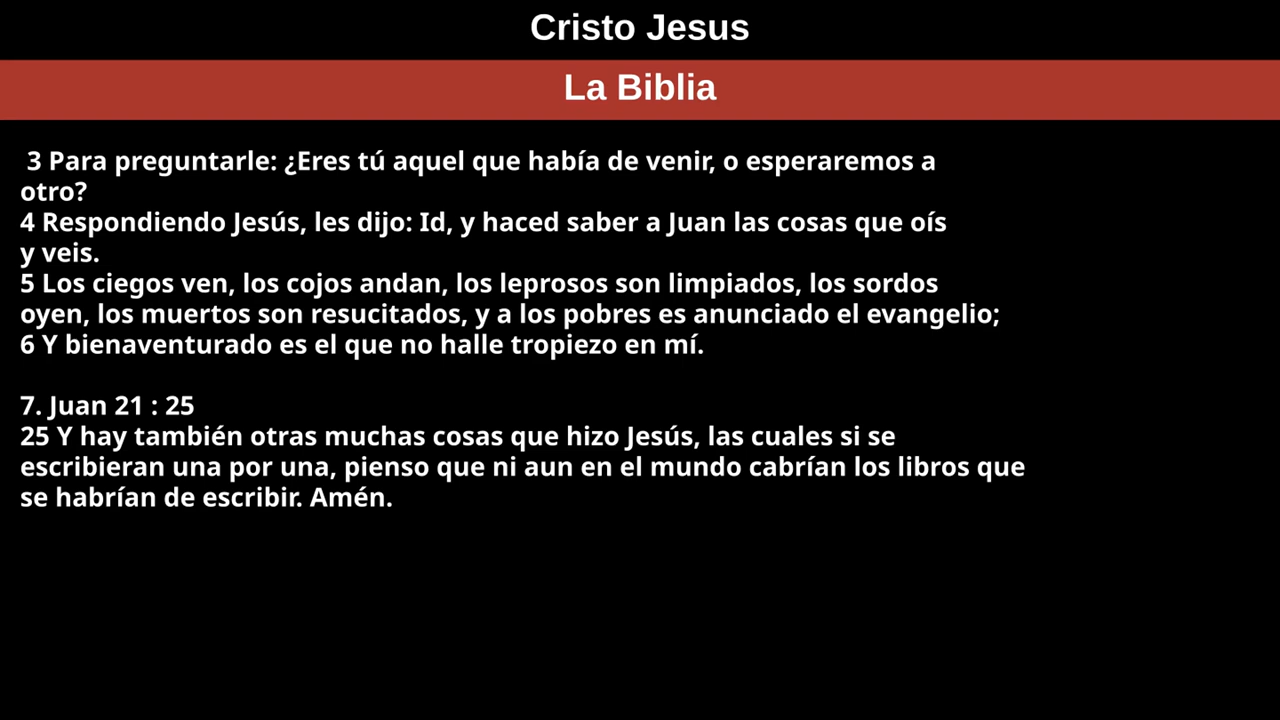 Cristo Jesus
La Biblia
3 Para preguntarle: ¿Eres tú aquel que había de venir, o esperaremos a
otro?
4 Respondiendo Jesús, les dijo: Id, y haced saber a Juan las cosas que oís
y veis.
5 Los ciegos ven, los cojos andan, los leprosos son limpiados, los sordos
oyen, los muertos son resucitados, y a los pobres es anunciado el evangelio;
6 Y bienaventurado es el que no halle tropiezo en mí.
7. Juan 21 : 25
25 Y hay también otras muchas cosas que hizo Jesús, las cuales si se
escribieran una por una, pienso que ni aun en el mundo cabrían los libros que
se habrían de escribir. Amén.